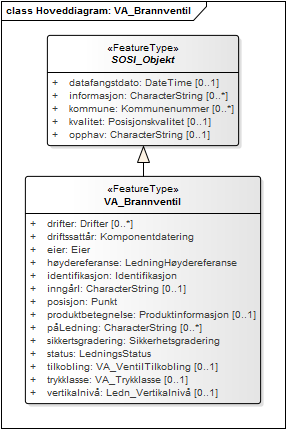 class Hoveddiagram: VA_Brannventil
«FeatureType»
SOSI_Objekt
+ datafangstdato: DateTime [0..1]
+ informasjon: CharacterString [0..*]
+ kommune: Kommunenummer [0..*]
+ kvalitet: Posisjonskvalitet [0..1]
+ opphav: CharacterString [0..1]
«FeatureType»
VA_Brannventil
+ drifter: Drifter [0..*]
+ driftssattår: Komponentdatering
+ eier: Eier
+ høydereferanse: LedningHøydereferanse
+ identifikasjon: Identifikasjon
+ inngårI: CharacterString [0..1]
+ posisjon: Punkt
+ produktbetegnelse: Produktinformasjon [0..1]
+ påLedning: CharacterString [0..*]
+ sikkertsgradering: Sikkerhetsgradering
+ status: LedningsStatus
+ tilkobling: VA_VentilTilkobling [0..1]
+ trykklasse: VA_Trykklasse [0..1]
+ vertikalnivå: Ledn_Vertikalnivå [0..1]